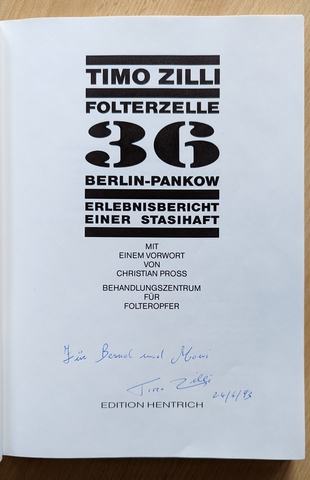 TIMO ZILLI
FOLTERZELLE
36
BERLIN-PANKOW
ERLEBNISBERICHT
EINER STASIHAFT
MIT
EINEM VORWORT
VON
CHRISTIAN PROSS
BEHANDLUNGSZENTRUM
FÜR
FOLTEROPFER
Für Bernd und Moni
Timo Zilli
24/6/93
EDITION HENTRICH